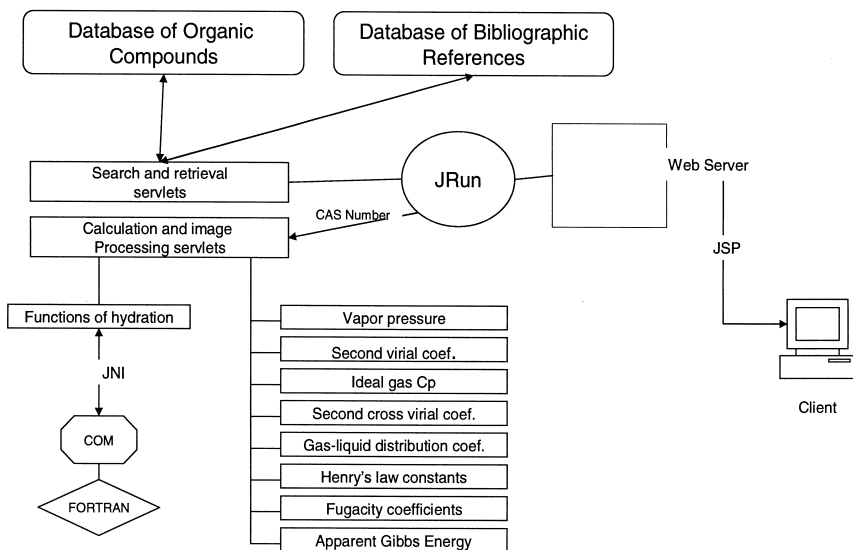 Database of Organic
Compounds
Database of Bibliographic
References
Search and retrieval
servlets
JRun
Web Server
CAS Number
Calculation and image
Processing servlets
JSP
Functions of hydration
Vapor pressure
Second virial coef.
Ideal gas Cp
Second cross virial coef.
Gas-liquid distribution coef.
Henry's law constants
Fugacity coefficients
Apparent Gibbs Energy
JNI
COM
FORTRAN
Client